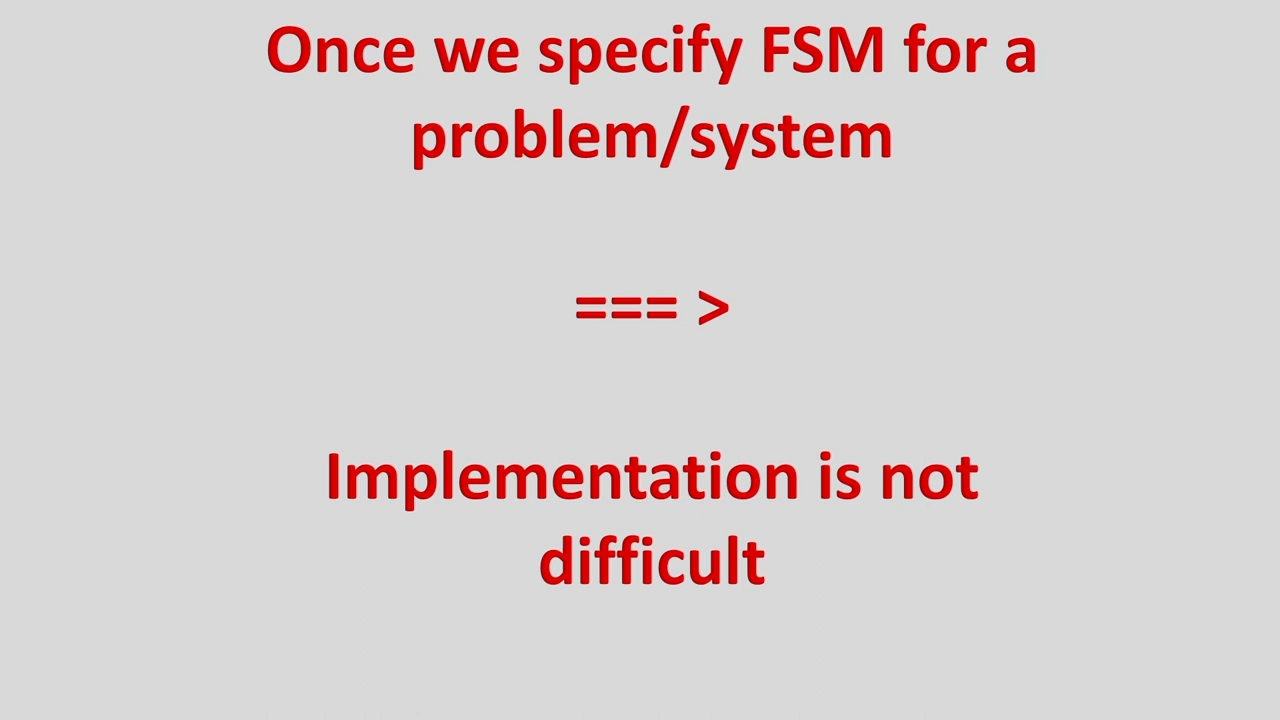 Once we specify FSM for a
problem/system
=== >
Implementation is not
difficult